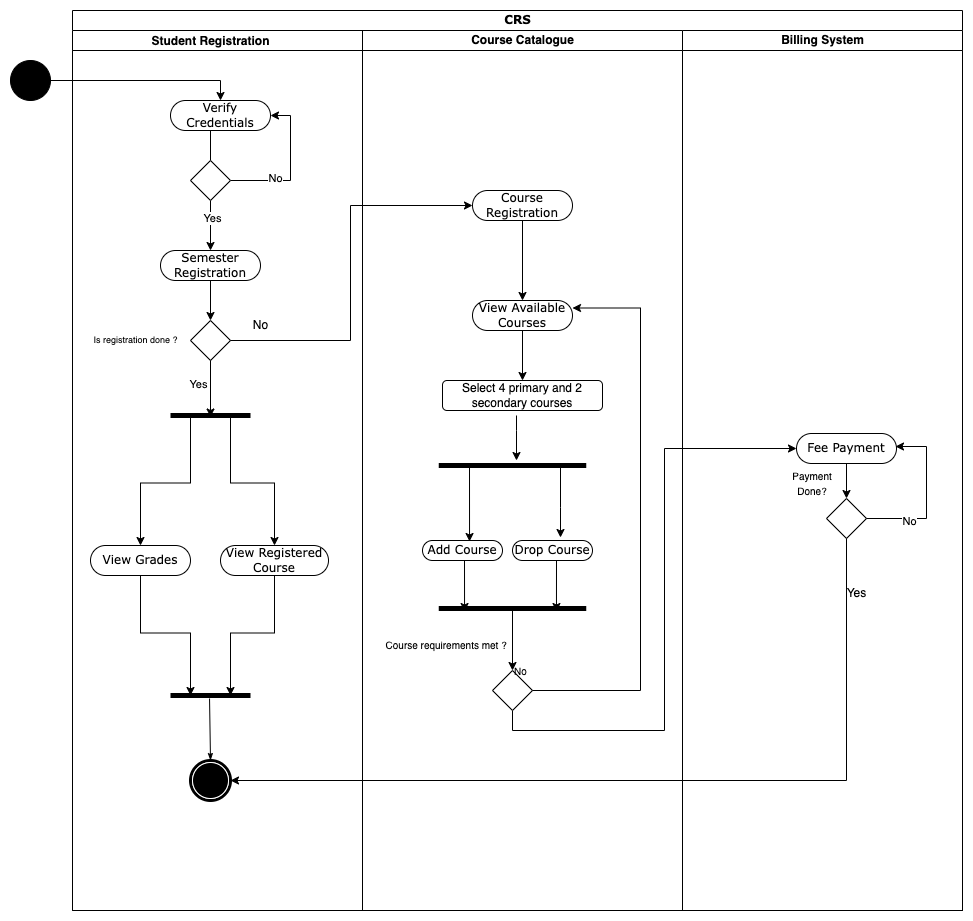 CRS
Student Registration
Course Catalogue
Billing System
Verify
Credentials
No
Yes
Semester
Registration
Is registration done ?
No
Yes
View Grades
View Registered
Course
Course
Registration
View Available
Courses
Select 4 primary and 2
secondary courses
Add Course
Drop Course
Course requirements met ?
No
Fee Payment
Payment
Done?
No
Yes